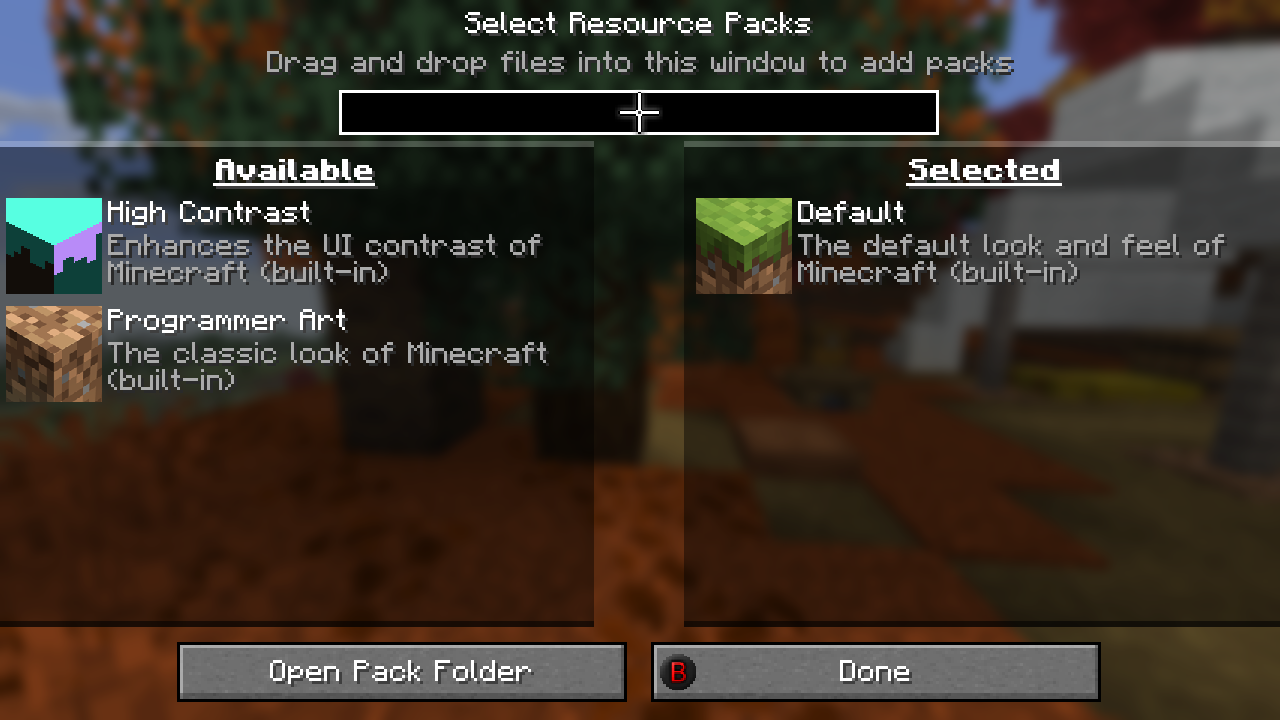 Select Resource Packs
Drag and drop files into this window to add packs
Available
High Contrast
Enhances the UI contrast of
Minecraft (built-in)
Programmer Art
The classic look of Minecraft
(built-in)
Selected
Default
The default look and feel of
Minecraft (built-in)
Open Pack Folder
B Done